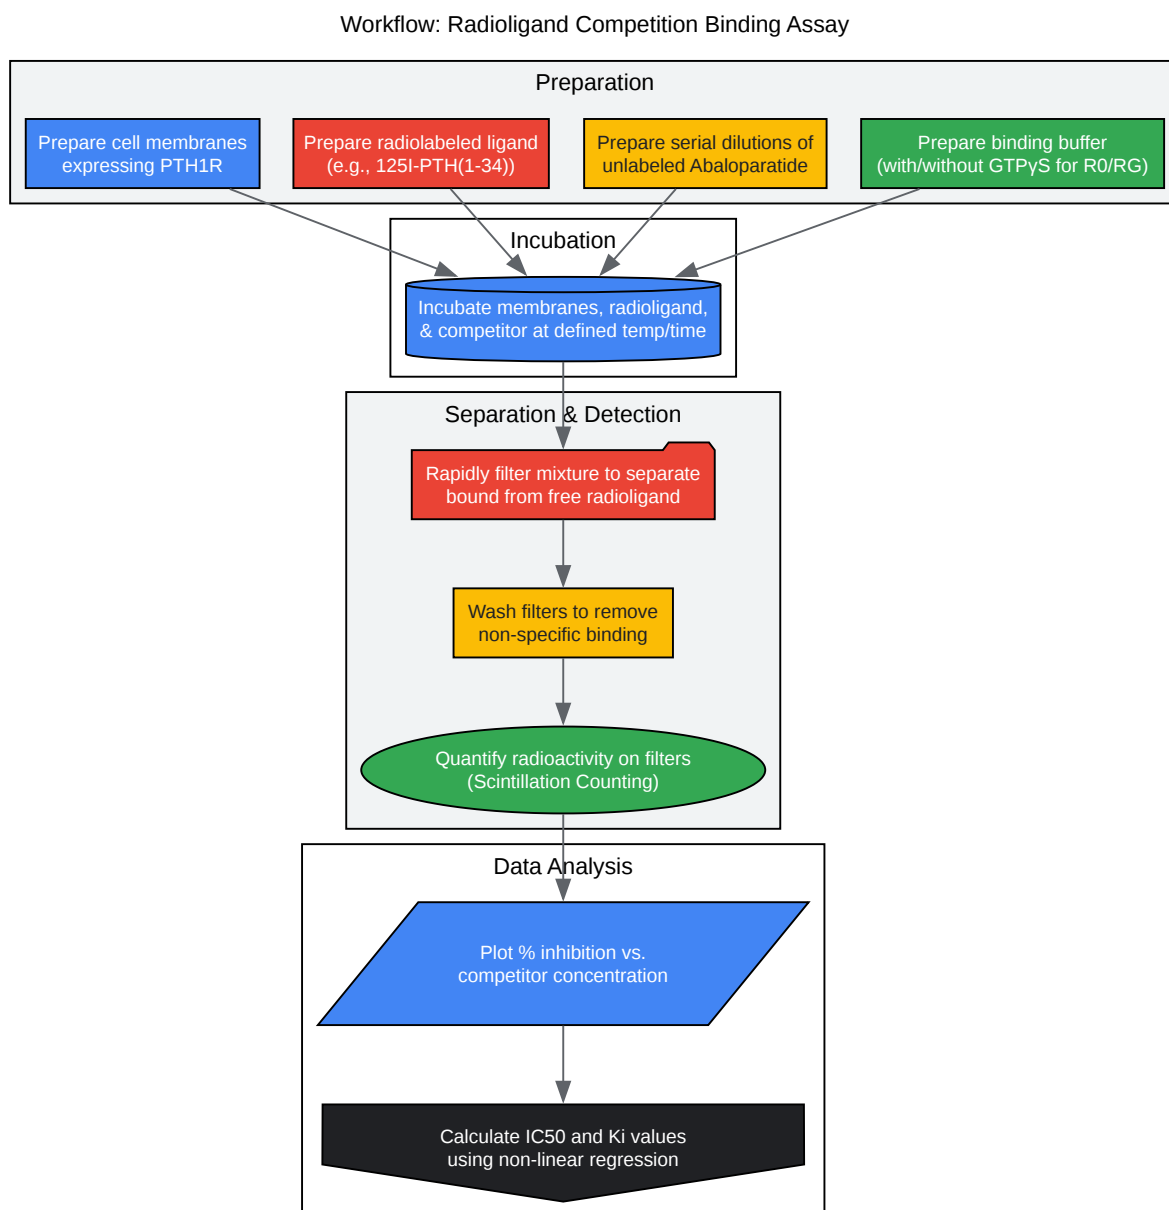 Workflow: Radioligand Competition Binding Assay
Preparation
Prepare cell membranes
expressing PTH1R
Prepare radiolabeled ligand
(e.g., 125I-PTH(1-34))
Prepare serial dilutions of
unlabeled Abaloparatide
Prepare binding buffer
(with/without GTPγS for R0/RG)
Incubation
Incubate membranes, radioligand,
& competitor at defined temp/time
Separation & Detection
Rapidly filter mixture to separate
bound from free radioligand
Wash filters to remove
non-specific binding
Quantify radioactivity on filters
(Scintillation Counting)
Data Analysis
Plot % inhibition vs.
competitor concentration
Calculate IC50 and Ki values
using non-linear regression